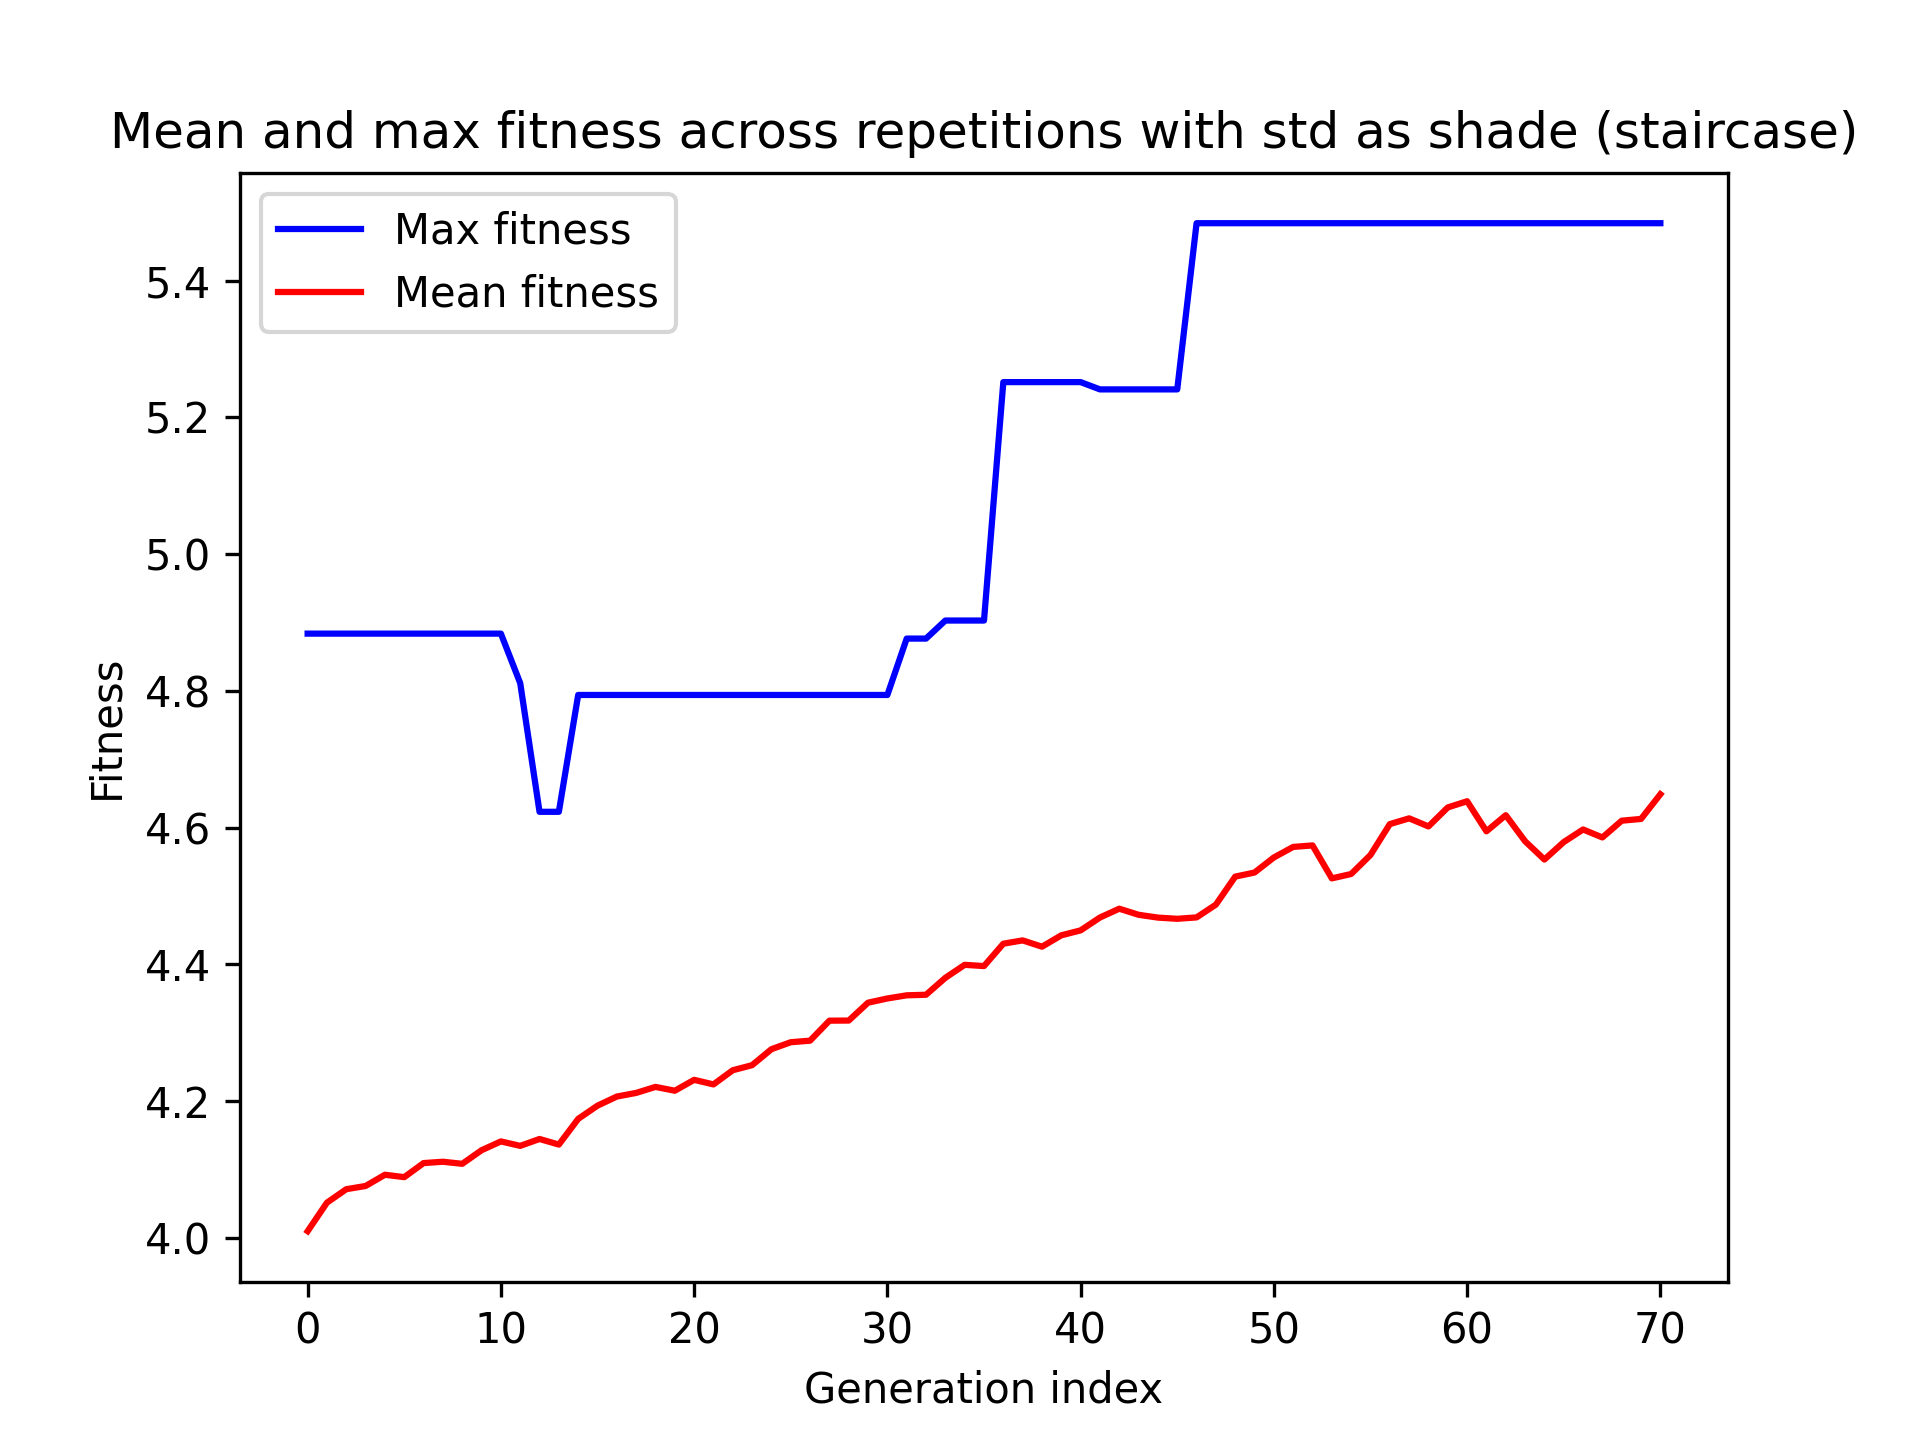 Mean and max fitness across repetitions with std as shade (staircase)
Max fitness
Mean fitness
5.4
5.2
5.0
4.8
4.6
4.4
4.2
4.0
Fitness
0 10 20 30 40 50 60 70
Generation index